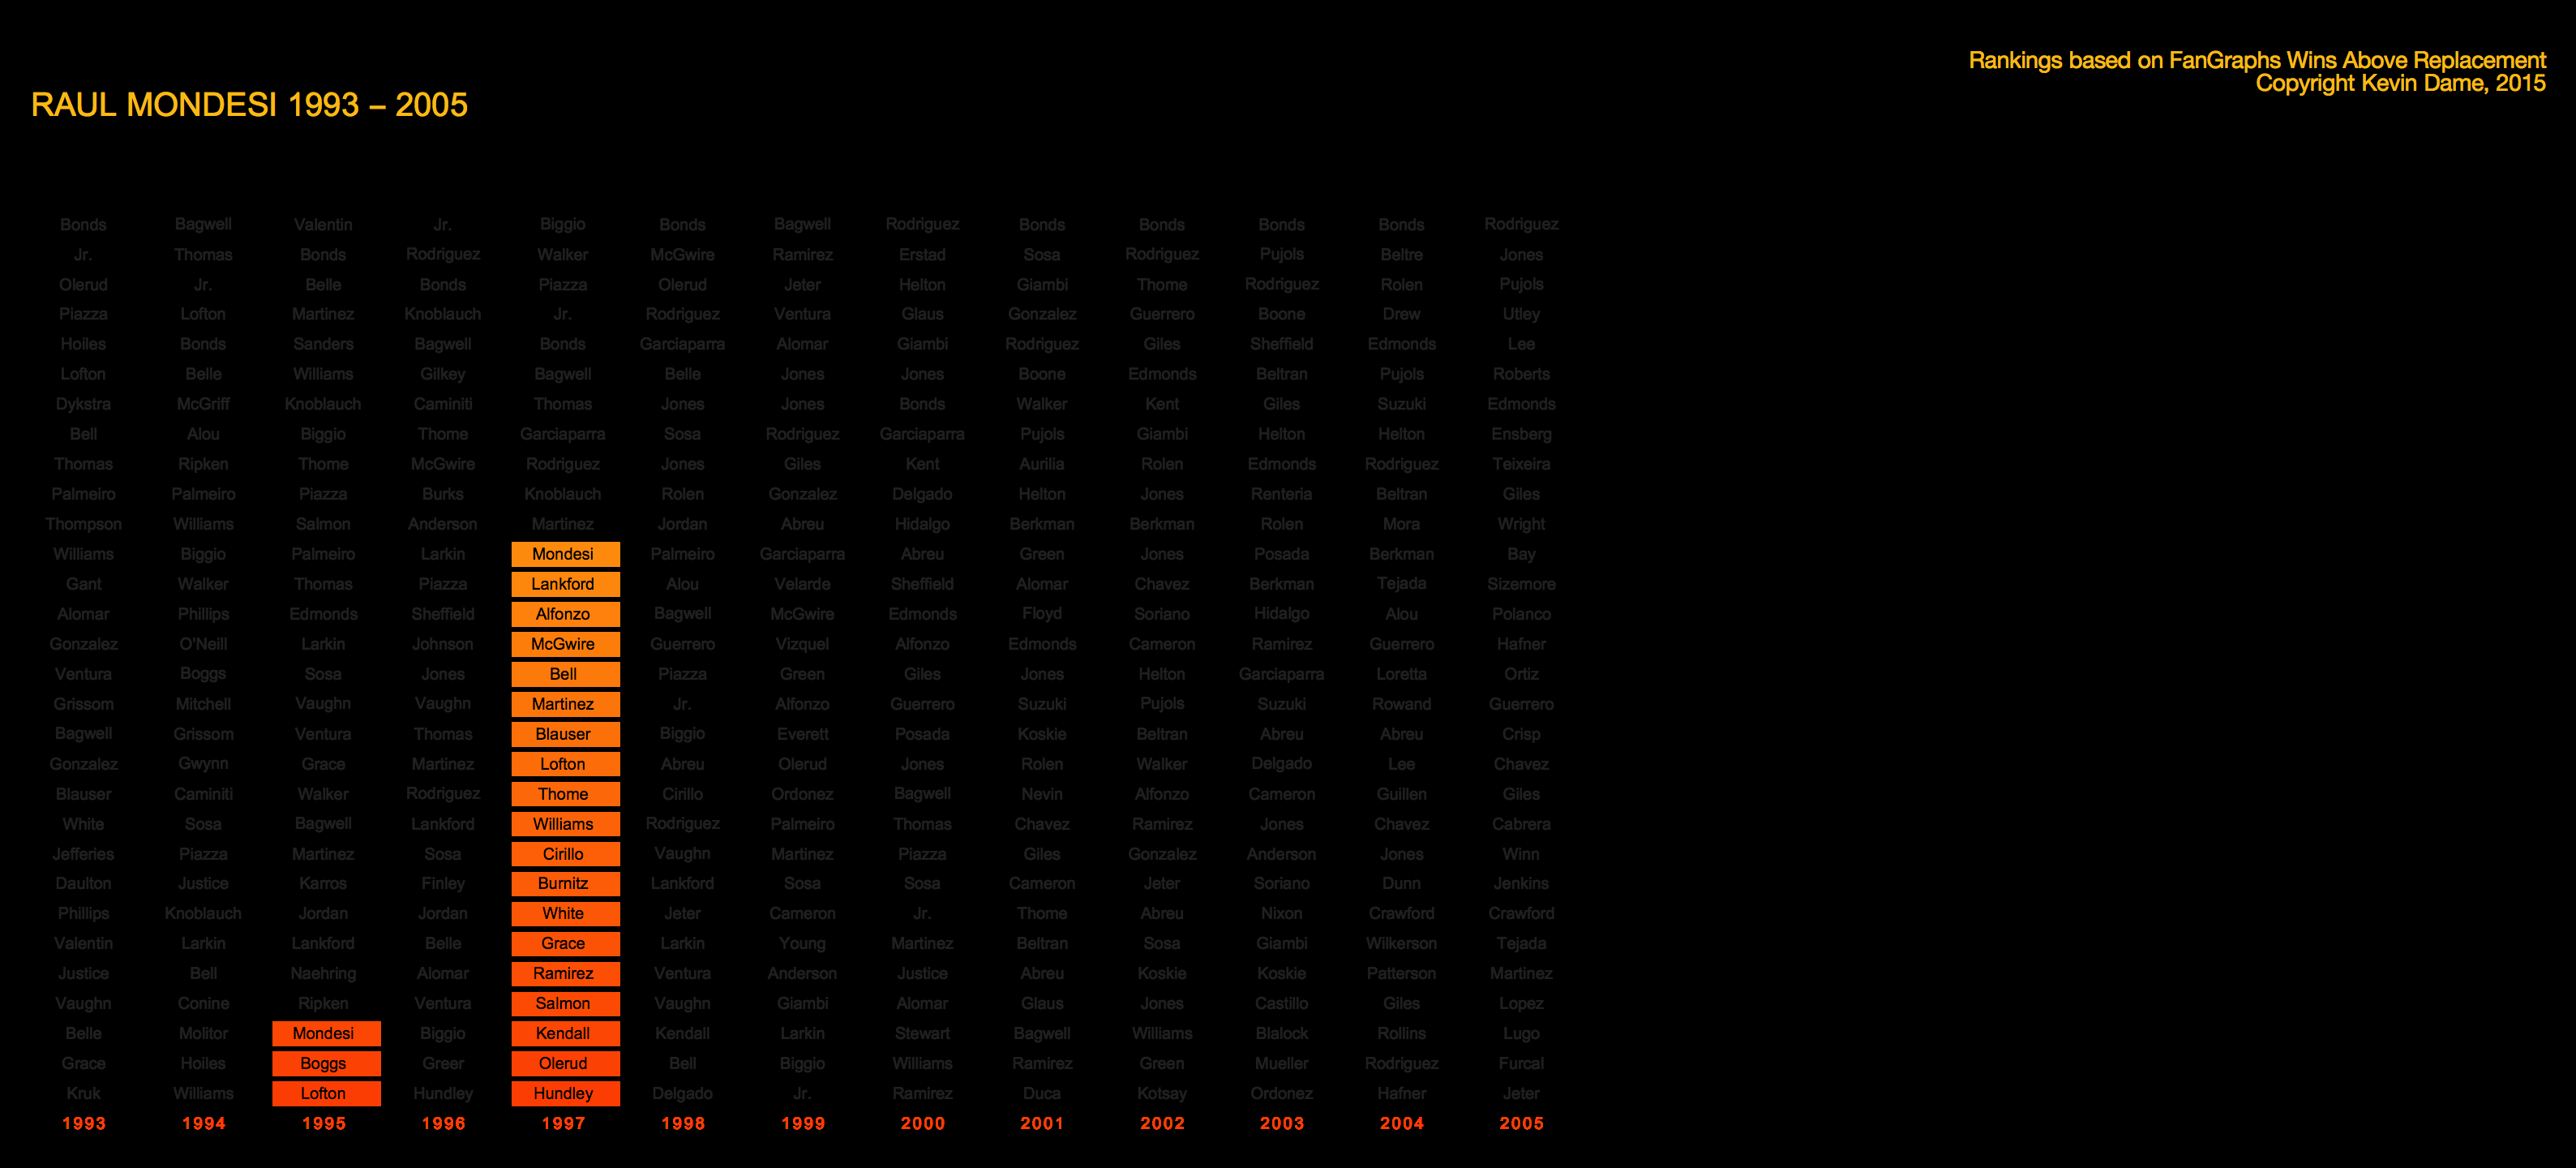 Rankings based on FanGraphs Wins Above Replacement
Copyright Kevin Dame, 2015
RAUL MONDESI 1993 – 2005
Bonds Bagwell Valentin Jr. Biggio Bonds Bagwell Rodriguez Bonds Bonds Bonds Bonds Rodriguez
Jr. Thomas Bonds Rodriguez Walker McGwire Ramirez Erstad Sosa Rodriguez Pujols Beltre Jones
Olerud Jr. Belle Bonds Piazza Olerud Jeter Helton Giambi Thome Rodriguez Rolen Pujols
Piazza Lofton Martinez Knoblauch Jr. Rodriguez Ventura Glaus Gonzalez Guerrero Boone Drew Utley
Hoiles Bonds Sanders Bagwell Bonds Garciaparra Alomar Giambi Rodriguez Giles Sheffield Edmonds Lee
Lofton Belle Williams Gilkey Bagwell Belle Jones Jones Boone Edmonds Beltran Pujols Roberts
Dykstra McGriff Knoblauch Caminiti Thomas Jones Jones Bonds Walker Kent Giles Suzuki Edmonds
Bell Alou Biggio Thome Garciaparra Sosa Rodriguez Garciaparra Pujols Giambi Helton Helton Ensberg
Thomas Ripken Thome McGwire Rodriguez Jones Giles Kent Aurilia Rolen Edmonds Rodriguez Teixeira
Palmeiro Palmeiro Piazza Burks Knoblauch Rolen Gonzalez Delgado Helton Jones Renteria Beltran Giles
Thompson Williams Salmon Anderson Martinez Jordan Abreu Hidalgo Berkman Berkman Rolen Mora Wright
Williams Biggio Palmeiro Larkin Mondesi Palmeiro Garciaparra Abreu Green Jones Posada Berkman Bay
Gant Walker Thomas Piazza Lankford Alou Velarde Sheffield Alomar Chavez Berkman Tejada Sizemore
Alomar Phillips Edmonds Sheffield Alfonzo Bagwell McGwire Edmonds Floyd Soriano Hidalgo Alou Polanco
Gonzalez O'Neill Larkin Johnson McGwire Guerrero Vizquel Alfonzo Edmonds Cameron Ramirez Guerrero Hafner
Ventura Boggs Sosa Jones Bell Piazza Green Giles Jones Helton Garciaparra Loretta Ortiz
Grissom Mitchell Vaughn Vaughn Martinez Jr. Alfonzo Guerrero Suzuki Pujols Suzuki Rowand Guerrero
Bagwell Grissom Ventura Thomas Blauser Biggio Everett Posada Koskie Beltran Abreu Abreu Crisp
Gonzalez Gwynn Grace Martinez Lofton Abreu Olerud Jones Rolen Walker Delgado Lee Chavez
Blauser Caminiti Walker Rodriguez Thome Cirillo Ordonez Bagwell Nevin Alfonzo Cameron Guillen Giles
White Sosa Bagwell Lankford Williams Rodriguez Palmeiro Thomas Chavez Ramirez Jones Chavez Cabrera
Jefferies Piazza Martinez Sosa Cirillo Vaughn Martinez Piazza Giles Gonzalez Anderson Jones Winn
Daulton Justice Karros Finley Burnitz Lankford Sosa Sosa Cameron Jeter Soriano Dunn Jenkins
Phillips Knoblauch Jordan Jordan White Jeter Cameron Jr. Thome Abreu Nixon Crawford Crawford
Valentin Larkin Lankford Belle Grace Larkin Young Martinez Beltran Sosa Giambi Wilkerson Tejada
Justice Bell Naehring Alomar Ramirez Ventura Anderson Justice Abreu Koskie Koskie Patterson Martinez
Vaughn Conine Ripken Ventura Salmon Vaughn Giambi Alomar Glaus Jones Castillo Giles Lopez
Belle Molitor Mondesi Biggio Kendall Kendall Larkin Stewart Bagwell Williams Blalock Rollins Lugo
Grace Hoiles Boggs Greer Olerud Bell Biggio Williams Ramirez Green Mueller Rodriguez Furcal
Kruk Williams Lofton Hundley Hundley Delgado Jr. Ramirez Duca Kotsay Ordonez Hafner Jeter
1993 1994 1995 1996 1997 1998 1999 2000 2001 2002 2003 2004 2005